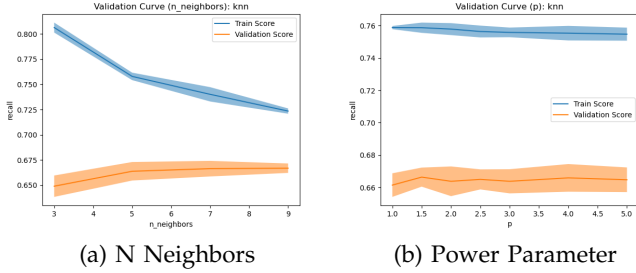 Validation Curve (n_neighbors): knn
0.800
0.775
0.750
0.725
0.700
0.675
0.650
recall
Train Score
Validation Score
3 4 5 6 7 8 9
n_neighbors
(a) N Neighbors
Validation Curve (p): knn
0.76
0.74
0.72
0.70
0.68
0.66
recall
Train Score
Validation Score
1.0 1.5 2.0 2.5 3.0 3.5 4.0 4.5 5.0
p
(b) Power Parameter